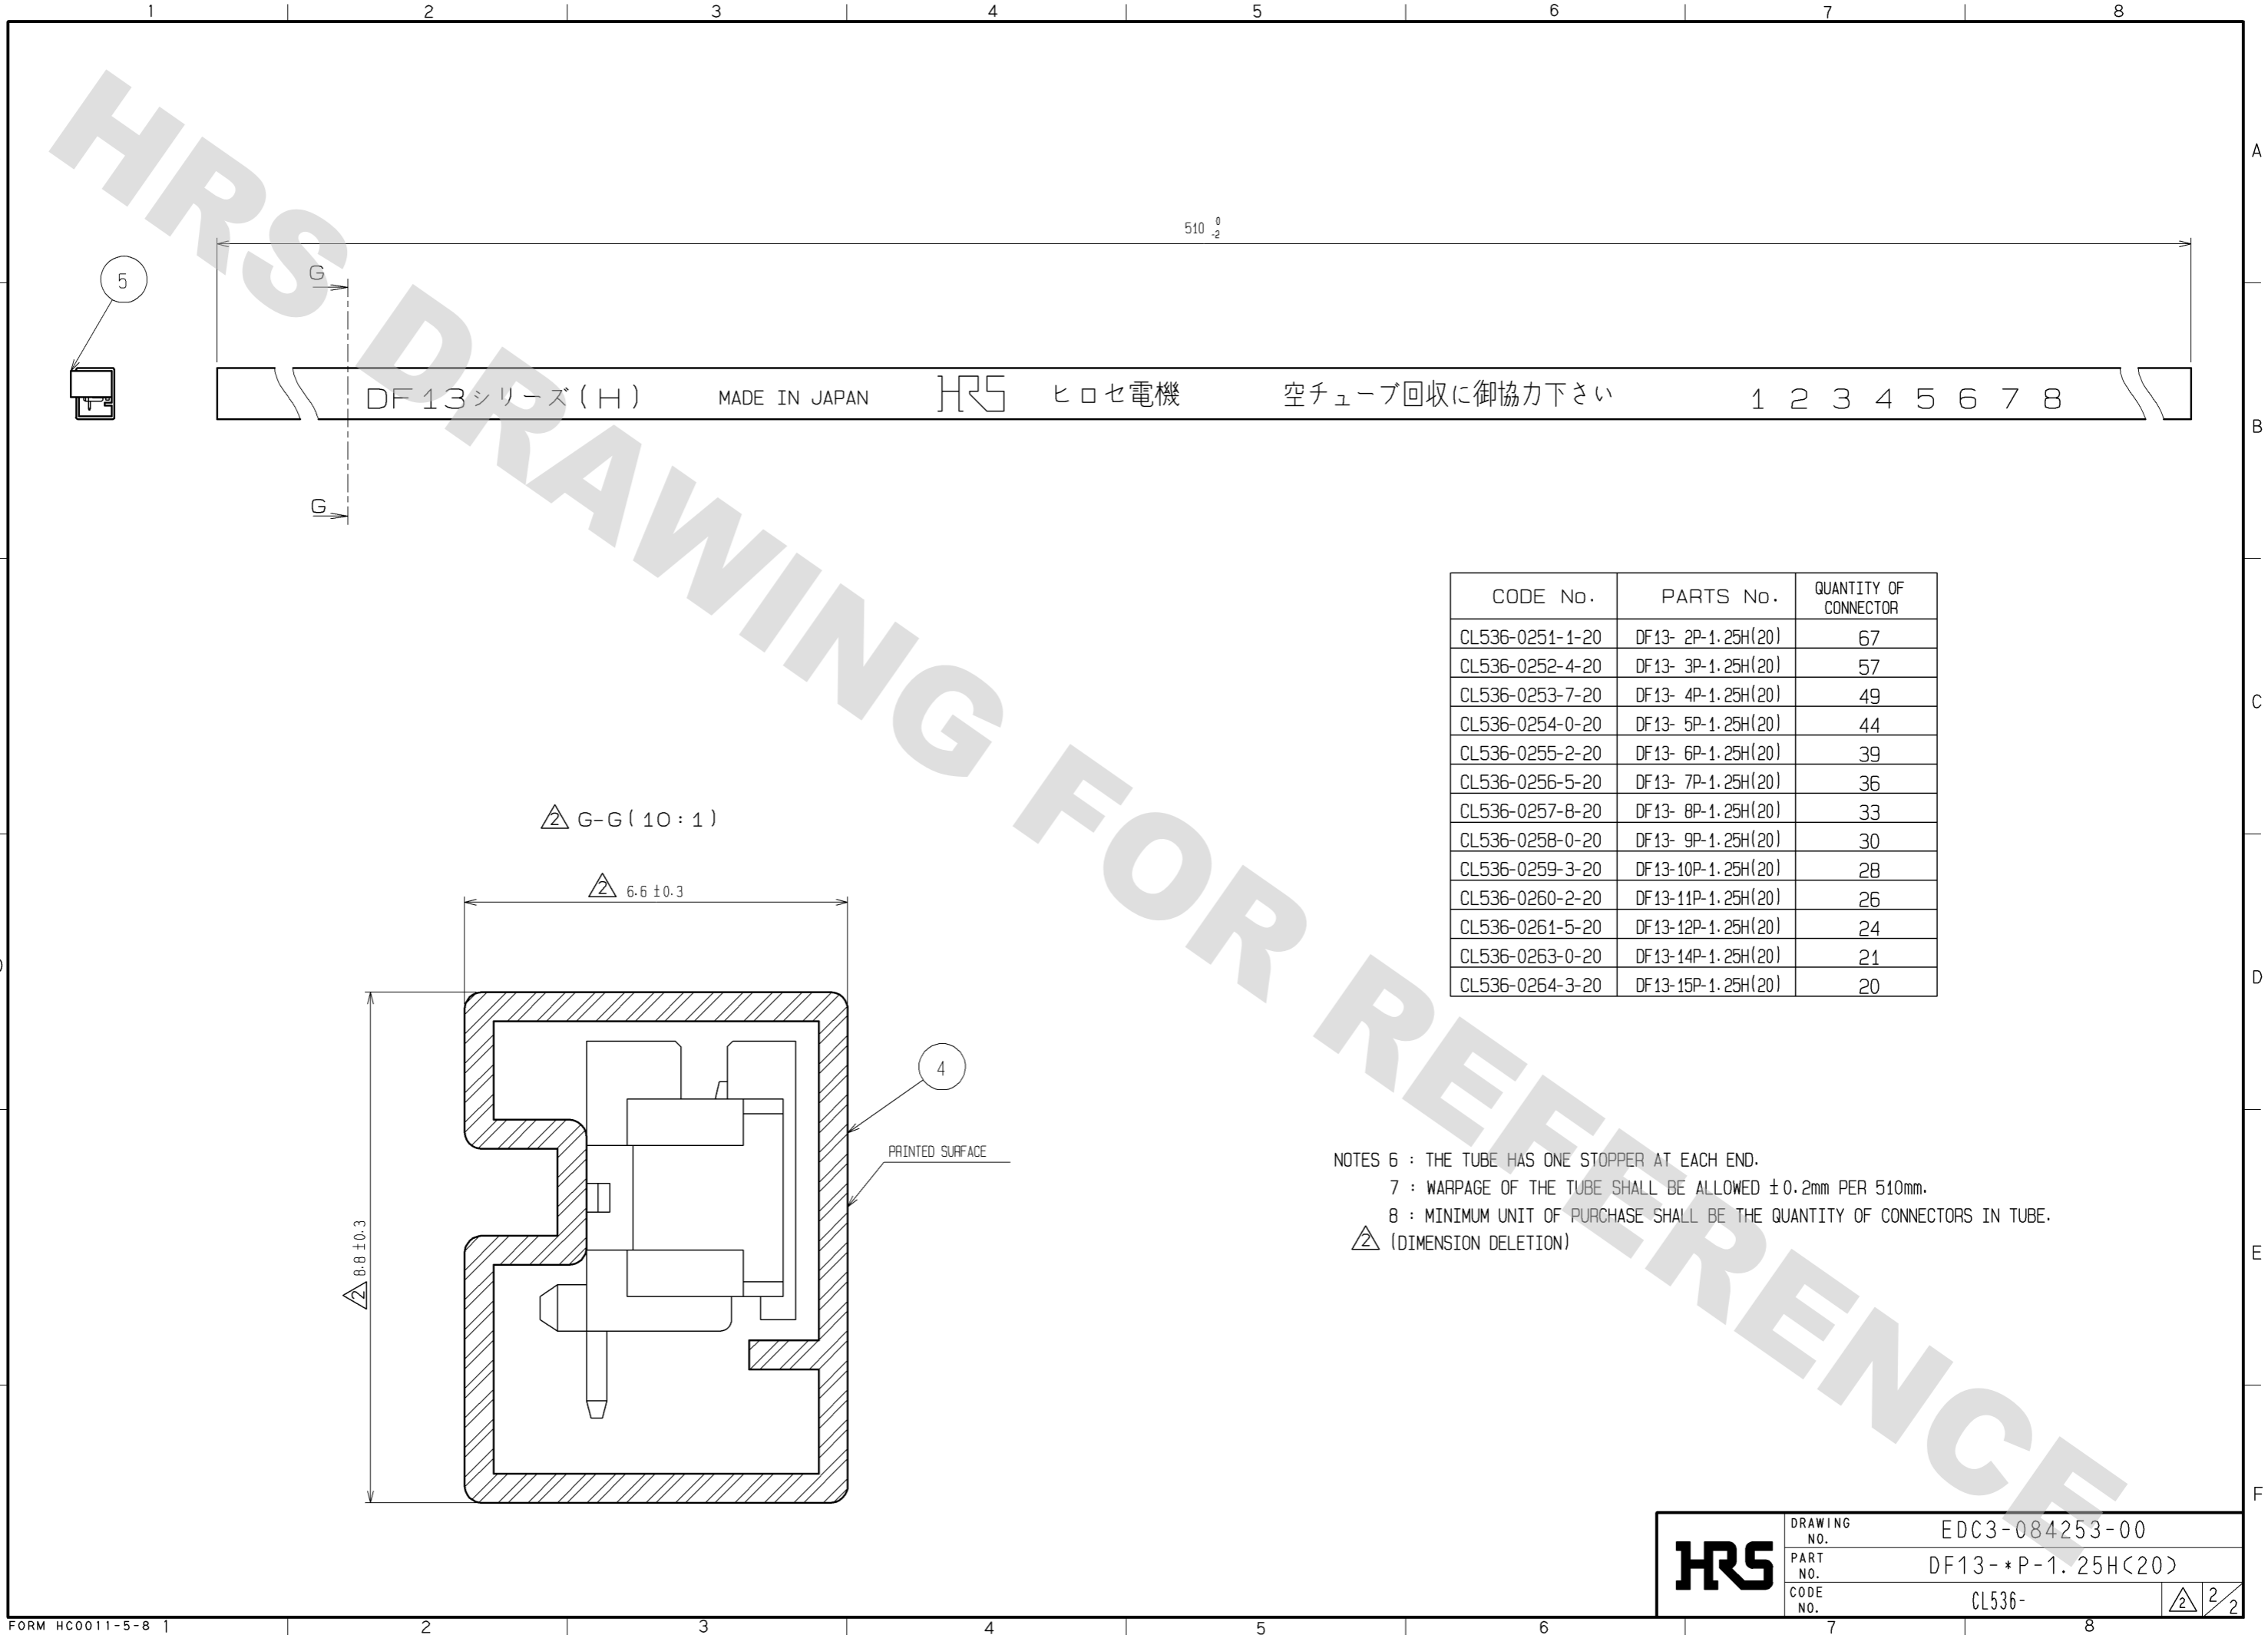 1 2 3 4 5 6 7 8
HRS DRAWING FOR REFERENCE
A
510 0 -2
5
G
DF13シリーズ(H) MADE IN JAPAN HRS ヒロセ電機 空チューブ回収に御協力下さい 1 2 3 4 5 6 7 8
B
G
CODE No. PARTS No. QUANTITY OF CONNECTOR
CL536-0251-1-20 DF13- 2P-1.25H(20) 67
CL536-0252-4-20 DF13- 3P-1.25H(20) 57
CL536-0253-7-20 DF13- 4P-1.25H(20) 49
C
CL536-0254-0-20 DF13- 5P-1.25H(20) 44
CL536-0255-2-20 DF13- 6P-1.25H(20) 39
CL536-0256-5-20 DF13- 7P-1.25H(20) 36
CL536-0257-8-20 DF13- 8P-1.25H(20) 33
CL536-0258-0-20 DF13- 9P-1.25H(20) 30
CL536-0259-3-20 DF13-10P-1.25H(20) 28
CL536-0260-2-20 DF13-11P-1.25H(20) 26
CL536-0261-5-20 DF13-12P-1.25H(20) 24
CL536-0263-0-20 DF13-14P-1.25H(20) 21
CL536-0264-3-20 DF13-15P-1.25H(20) 20
D
2 G-G(10:1)
2 6.6 ±0.3
4
PRINTED SURFACE
2 8.8 ±0.3
NOTES 6 : THE TUBE HAS ONE STOPPER AT EACH END.
7 : WARPAGE OF THE TUBE SHALL BE ALLOWED ±0.2mm PER 510mm.
8 : MINIMUM UNIT OF PURCHASE SHALL BE THE QUANTITY OF CONNECTORS IN TUBE.
2 (DIMENSION DELETION)
E
F
HRS
DRAWING NO. EDC3-084253-00
PART NO. DF13-*P-1.25H(20)
CODE NO. CL536- 2 2/2
FORM HC0011-5-8 1 2 3 4 5 6 7 8